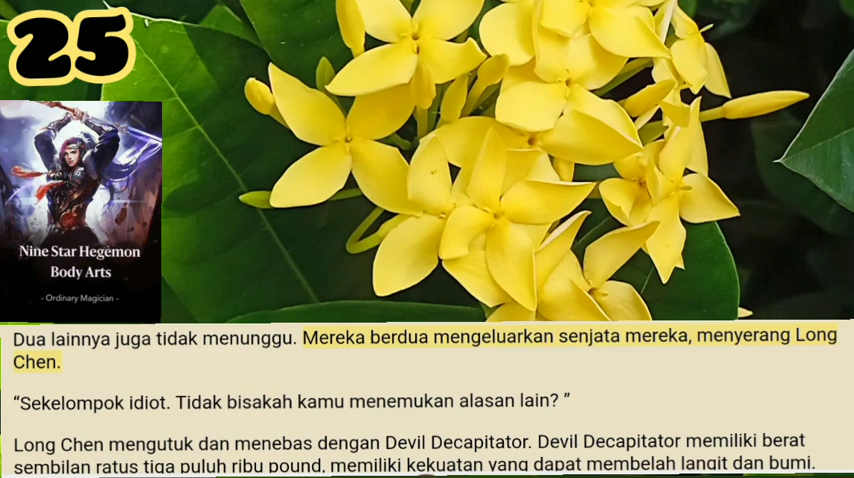 25
Nine Star Hegemon
Body Arts
- Ordinary Magician -
Dua lainnya juga tidak menunggu. Mereka berdua mengeluarkan senjata mereka, menyerang Long
Chen.
“Sekelompok idiot. Tidak bisakah kamu menemukan alasan lain? ”
Long Chen mengutuk dan menebas dengan Devil Decapitator. Devil Decapitator memiliki berat
sembilan ratus tiga puluh ribu pound, memiliki kekuatan yang dapat membelah langit dan bumi.